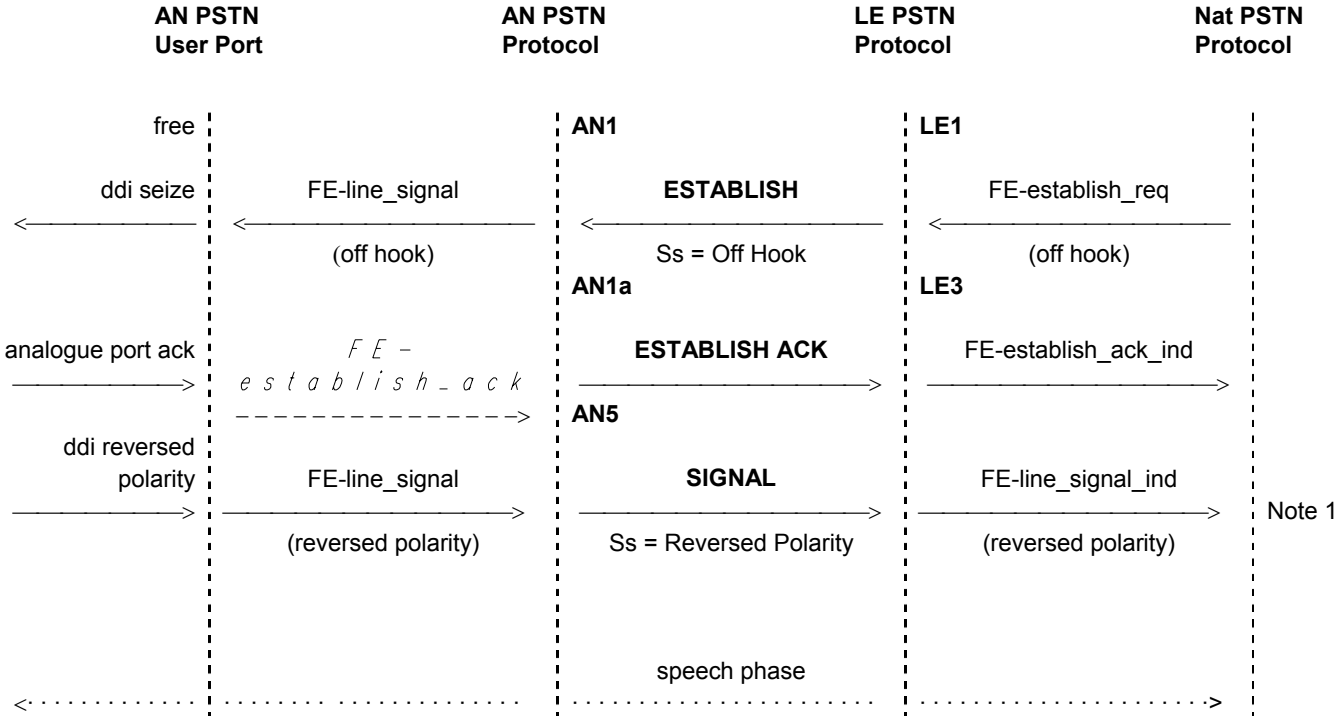 AN PSTN User Port
AN PSTN Protocol
LE PSTN Protocol
Nat PSTN Protocol
free
AN1
LE1
ddi seize
FE-line_signal
ESTABLISH
FE-establish_req
(off hook)
Ss = Off Hook
(off hook)
AN1a
LE3
analogue port ack
FE-
establish_ack
ESTABLISH ACK
FE-establish_ack_ind
AN5
ddi reversed
polarity
FE-line_signal
SIGNAL
FE-line_signal_ind
Note 1
(reversed polarity)
Ss = Reversed Polarity
(reversed polarity)
speech phase